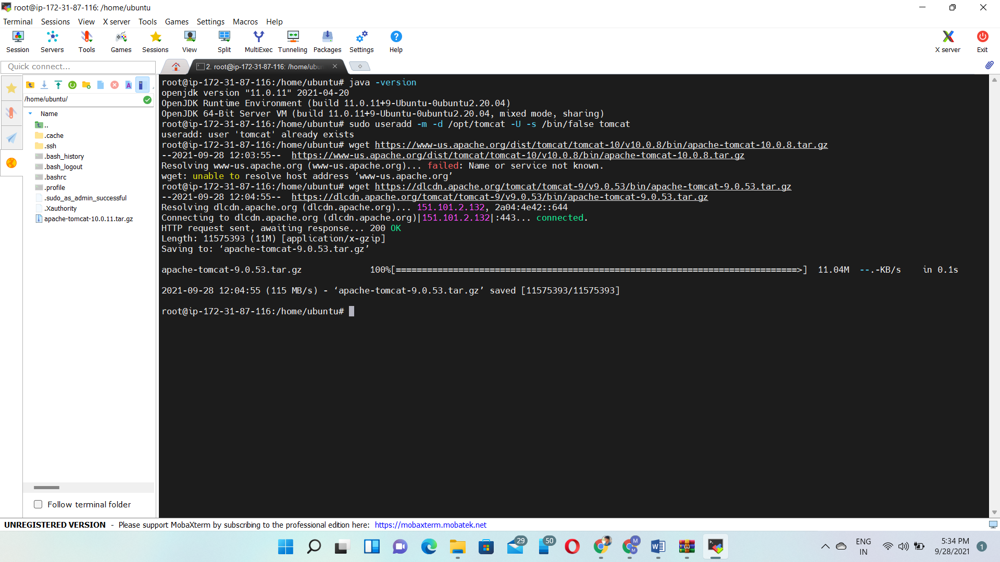 root@ip-172-31-87-116: /home/ubuntu
Terminal Sessions View X server Tools Games Settings Macros Help
Session Servers Tools Games Sessions View Split MultiExec Tunneling Packages Settings Help X server Exit
Quick connect...
2. root@ip-172-31-87-116: /home/ubu
/home/ubuntu/
Name
..
.cache
.ssh
.bash_history
.bash_logout
.bashrc
.profile
.sudo_as_admin_successful
.Xauthority
apache-tomcat-10.0.11.tar.gz
Follow terminal folder
root@ip-172-31-87-116:/home/ubuntu# java -version
openjdk version "11.0.11" 2021-04-20
OpenJDK Runtime Environment (build 11.0.11+9-Ubuntu-0ubuntu2.20.04)
OpenJDK 64-Bit Server VM (build 11.0.11+9-Ubuntu-0ubuntu2.20.04, mixed mode, sharing)
root@ip-172-31-87-116:/home/ubuntu# sudo useradd -m -d /opt/tomcat -U -s /bin/false tomcat
useradd: user 'tomcat' already exists
root@ip-172-31-87-116:/home/ubuntu# wget https://www-us.apache.org/dist/tomcat/tomcat-10/v10.0.8/bin/apache-tomcat-10.0.8.tar.gz
--2021-09-28 12:03:55-- https://www-us.apache.org/dist/tomcat/tomcat-10/v10.0.8/bin/apache-tomcat-10.0.8.tar.gz
Resolving www-us.apache.org (www-us.apache.org)... failed: Name or service not known.
wget: unable to resolve host address ‘www-us.apache.org’
root@ip-172-31-87-116:/home/ubuntu# wget https://dlcdn.apache.org/tomcat/tomcat-9/v9.0.53/bin/apache-tomcat-9.0.53.tar.gz
--2021-09-28 12:04:55-- https://dlcdn.apache.org/tomcat/tomcat-9/v9.0.53/bin/apache-tomcat-9.0.53.tar.gz
Resolving dlcdn.apache.org (dlcdn.apache.org)... 151.101.2.132, 2a04:4e42::644
Connecting to dlcdn.apache.org (dlcdn.apache.org)|151.101.2.132|:443... connected.
HTTP request sent, awaiting response... 200 OK
Length: 11575393 (11M) [application/x-gzip]
Saving to: ‘apache-tomcat-9.0.53.tar.gz’
apache-tomcat-9.0.53.tar.gz 100%[=============================================================================>] 11.04M --.-KB/s in 0.1s
2021-09-28 12:04:55 (115 MB/s) - ‘apache-tomcat-9.0.53.tar.gz’ saved [11575393/11575393]
root@ip-172-31-87-116:/home/ubuntu#
UNREGISTERED VERSION - Please support MobaXterm by subscribing to the professional edition here: https://mobaxterm.mobatek.net
29 50 M M
ENG IN
5:34 PM
9/28/2021
1